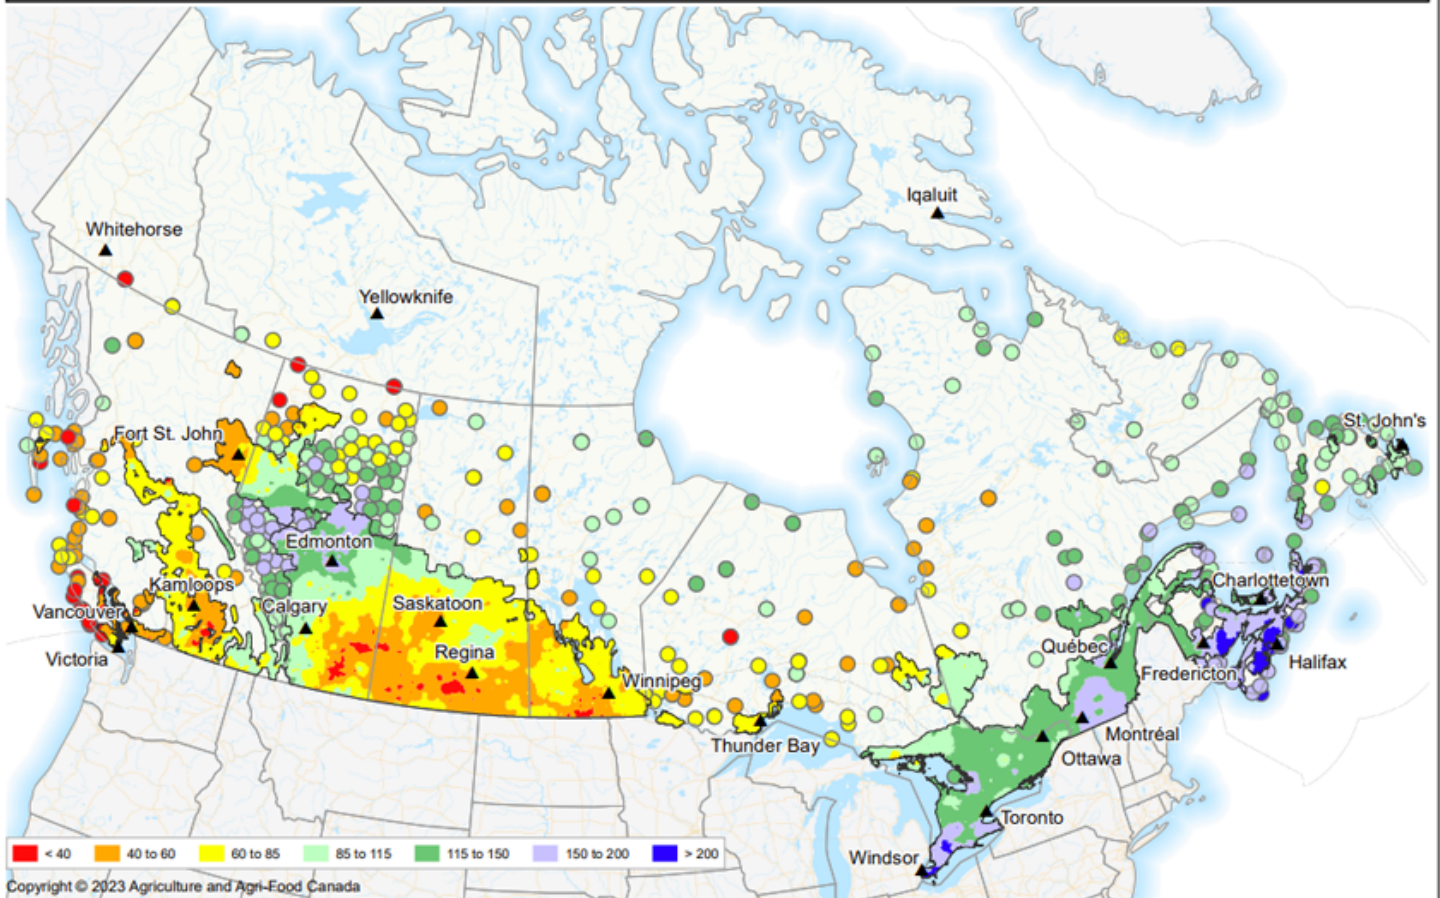 Iqaluit
Whitehorse
Yellowknife
St. John's
Fort St. John
Edmonton
Charlottetown
Kamloops
Calgary
Saskatoon
Vancouver
Québec
Regina
Victoria
Halifax
Fredericton
Winnipeg
Montréal
Thunder Bay
Ottawa
Toronto
< 40 40 to 60 60 to 85 85 to 115 115 to 150 150 to 200 > 200
Windsor
Copyright © 2023 Agriculture and Agri-Food Canada